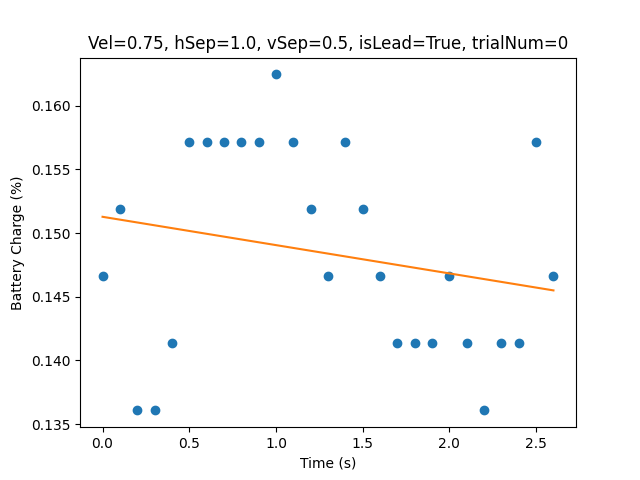 Vel=0.75, hSep=1.0, vSep=0.5, isLead=True, trialNum=0
Battery Charge (%)
0.160
0.155
0.150
0.145
0.140
0.135
0.0 0.5 1.0 1.5 2.0 2.5
Time (s)